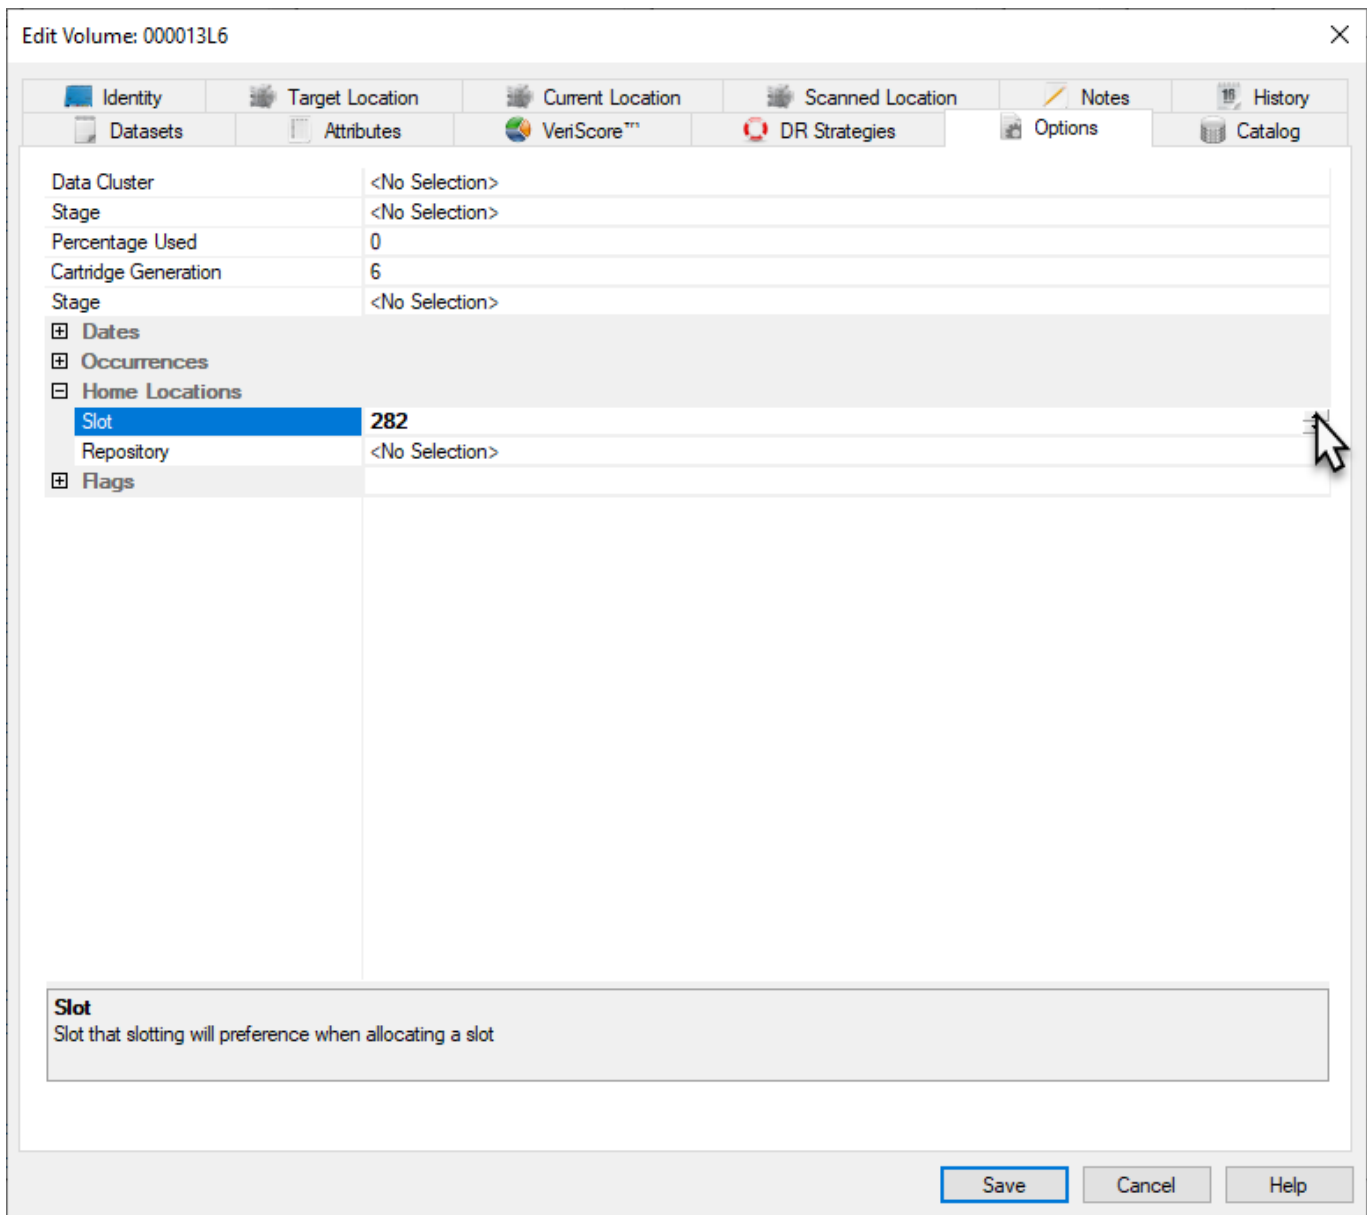 Edit Volume: 000013L6
Identity Target Location Current Location Scanned Location Notes 16 History
Datasets Attributes VeriScore™ DR Strategies Options Catalog
Data Cluster <No Selection>
Stage <No Selection>
Percentage Used 0
Cartridge Generation 6
Stage <No Selection>
Dates
Occurrences
Home Locations
Slot 282
Repository <No Selection>
Flags
Slot
Slot that slotting will preference when allocating a slot
Save Cancel Help